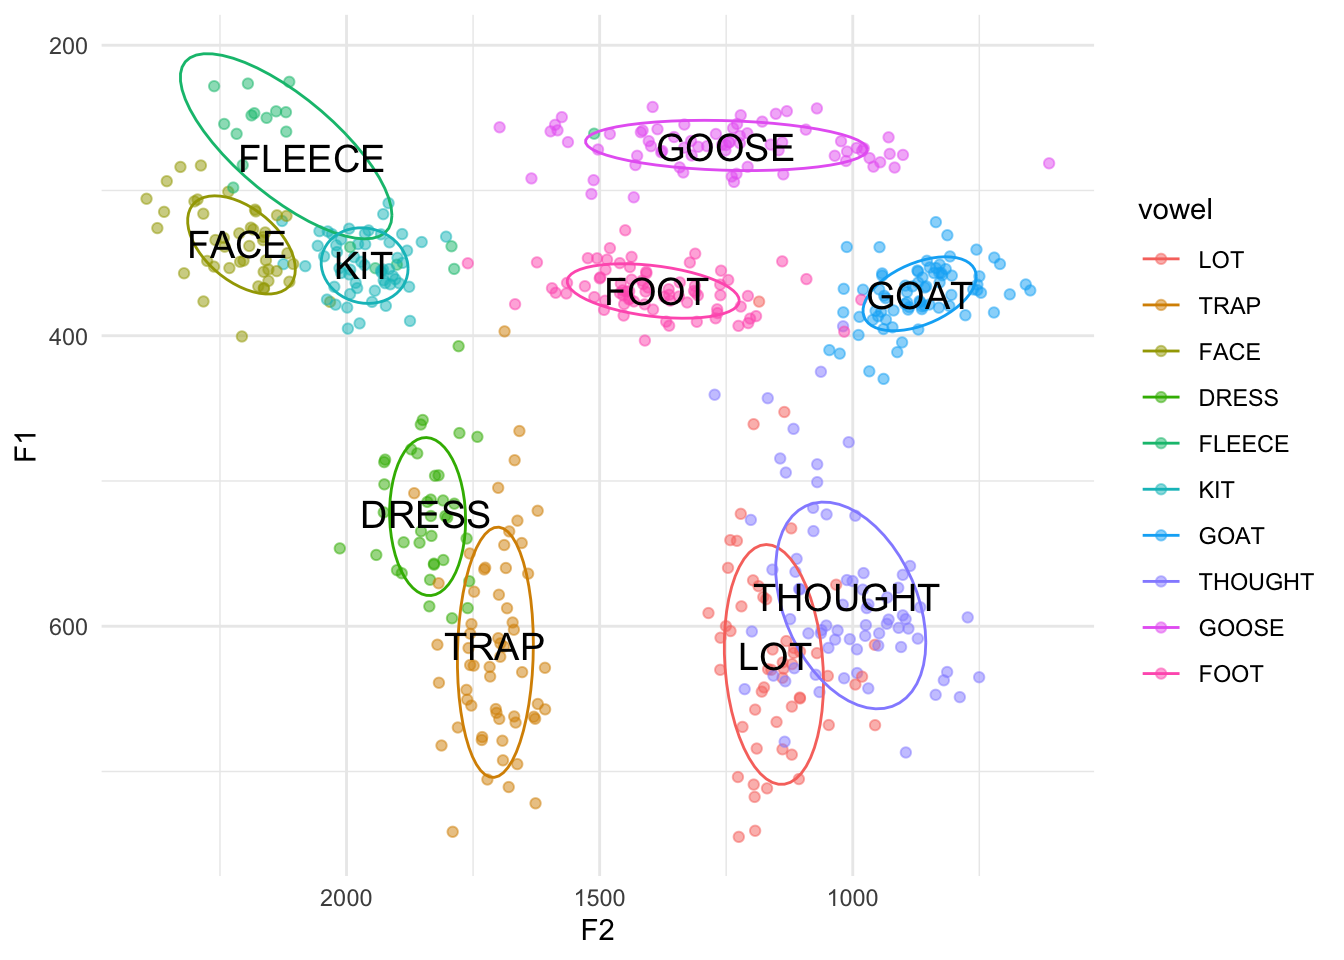 200
400
600
F1
FLEECE
GOOSE
FACE
KIT
FOOT
GOAT
DRESS
THOUGHT
TRAP
LOT
2000
1500
1000
F2
vowel
LOT
TRAP
FACE
DRESS
FLEECE
KIT
GOAT
THOUGHT
GOOSE
FOOT